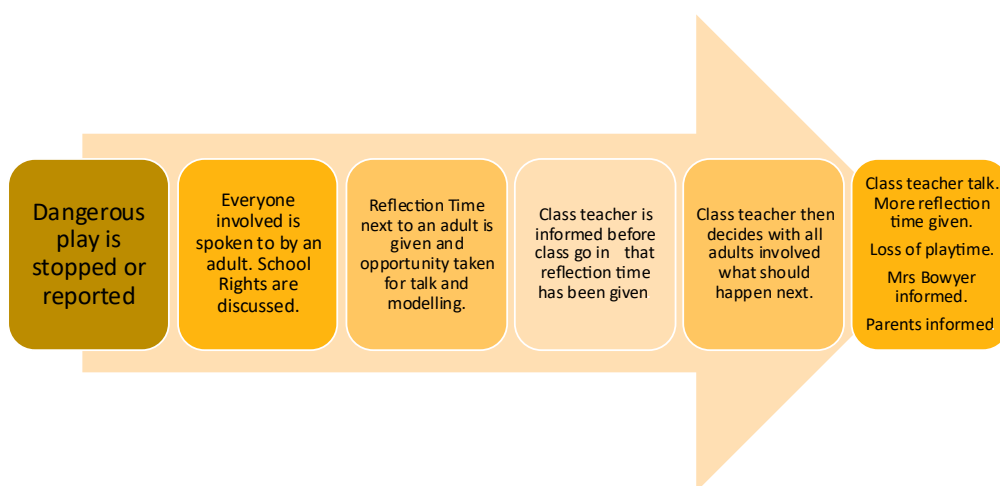 Dangerous
play is
stopped or
reported
Everyone
involved is
spoken to by an
adult. School
Rights are
discussed.
Reflection Time
next to an adult is
given and
opportunity taken
for talk and
modelling.
Class teacher is
informed before
class go in   that
reflection time
has been given
Class teacher then
decides with all
adults involved
what should
happen next.
Class teacher talk.
More reflection
time given.
Loss of playtime.
Mrs Bowyer
informed.
Parents informed